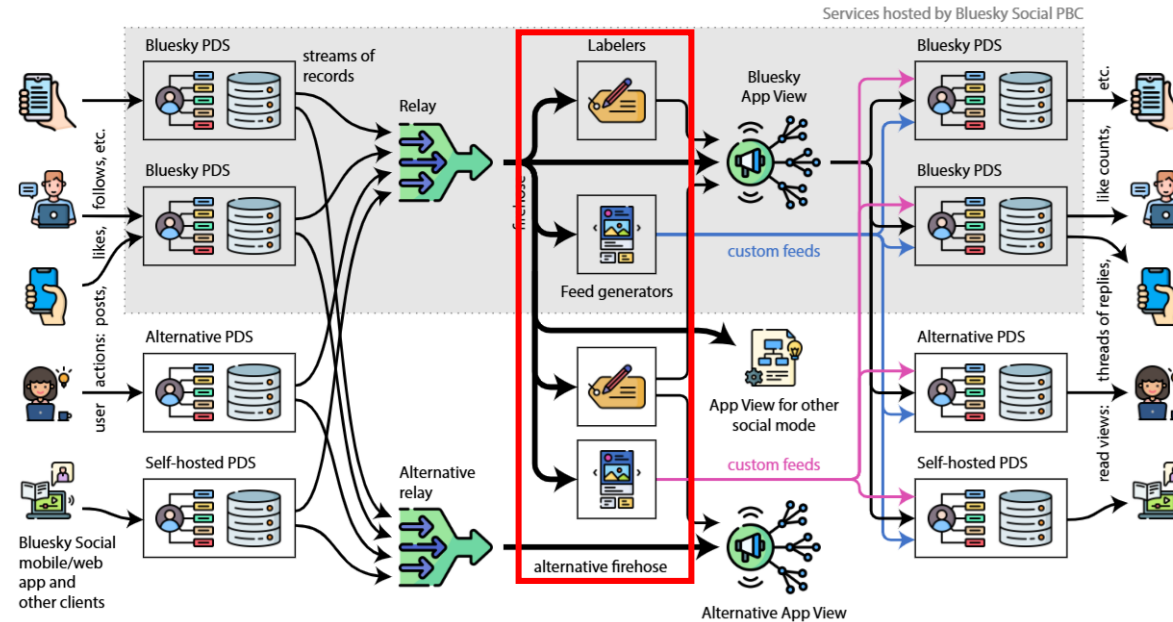 Services hosted by Bluesky Social PBC
Bluesky PDS
streams of
records
Labelers
Bluesky PDS
Bluesky
App View
etc.
Relay
follows, etc.
Bluesky PDS
firehose
Bluesky PDS
like counts,
likes,
custom feeds
Feed generators
posts,
threads of replies,
Alternative PDS
Alternative PDS
user actions:
App View for other
social mode
Self-hosted PDS
Alternative
relay
custom feeds
Self-hosted PDS
read views:
Bluesky Social
mobile/web
app and
other clients
alternative firehose
Alternative App View